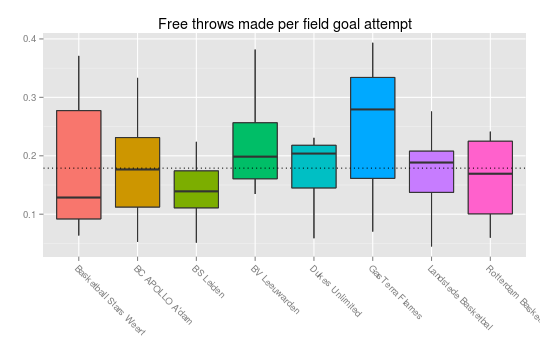 Free throws made per field goal attempt
0.4
0.3
0.2
0.1
Basketball Stars Weert
BC APOLLO A'dam
BS Leiden
BV Leeuwarden
Dukes Unlimited
GasTerra Flames
Landstede Basketbal
Rotterdam Baske